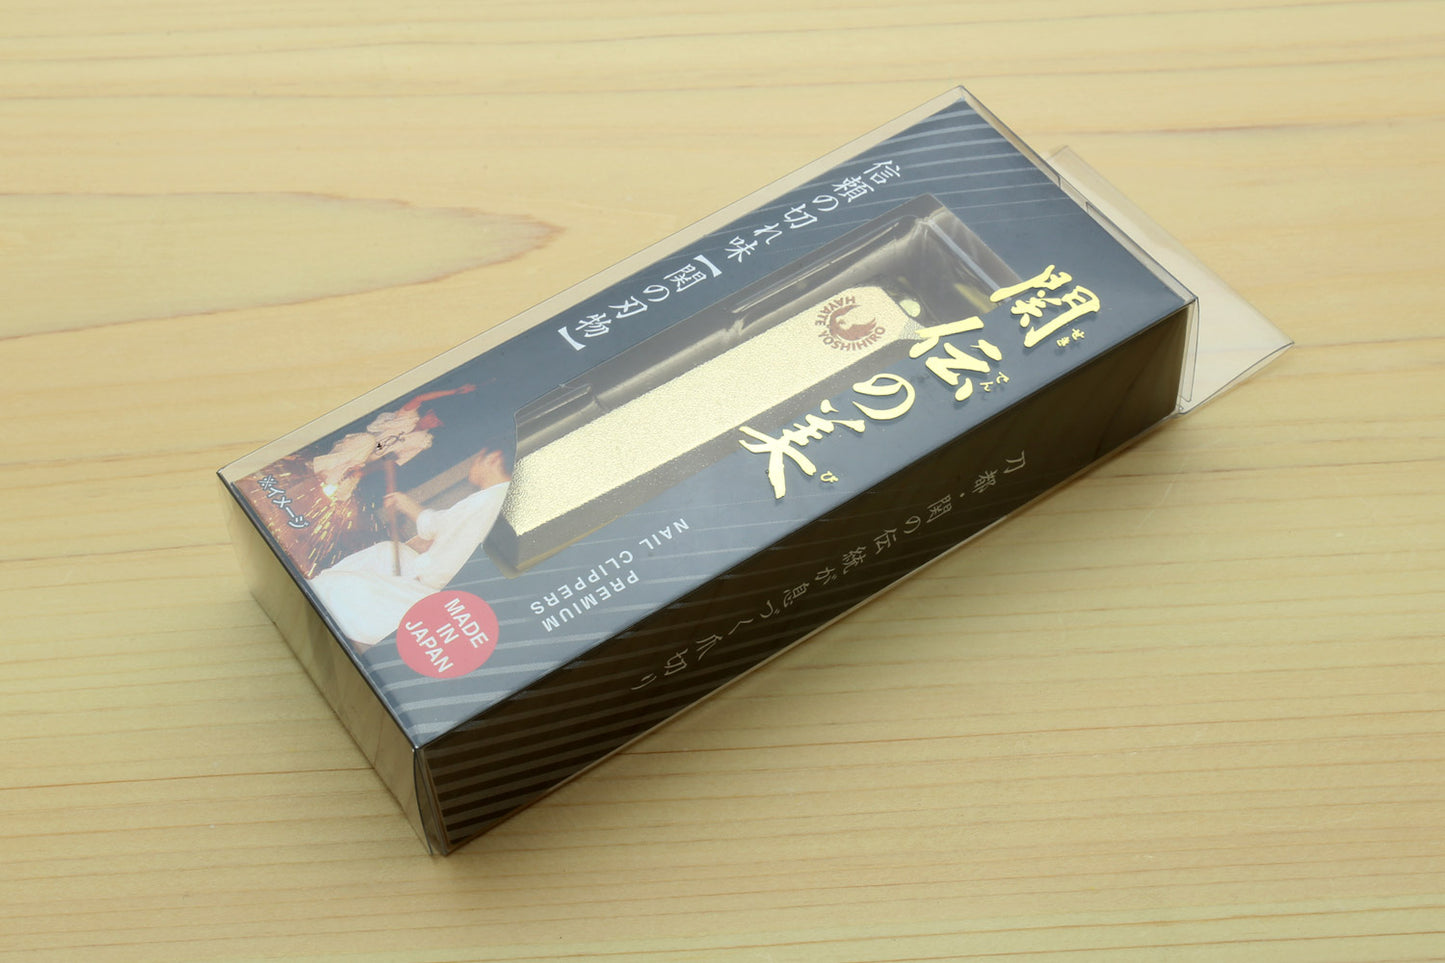 関伝の美
せき
でん
び
信頼の切れ味【関の刃物】
HAYATE YOSHIHIRO
PREMIUM
NAIL CLIPPERS
※イメージ
MADE
IN
JAPAN
刀都・関の伝統が息づく爪切り